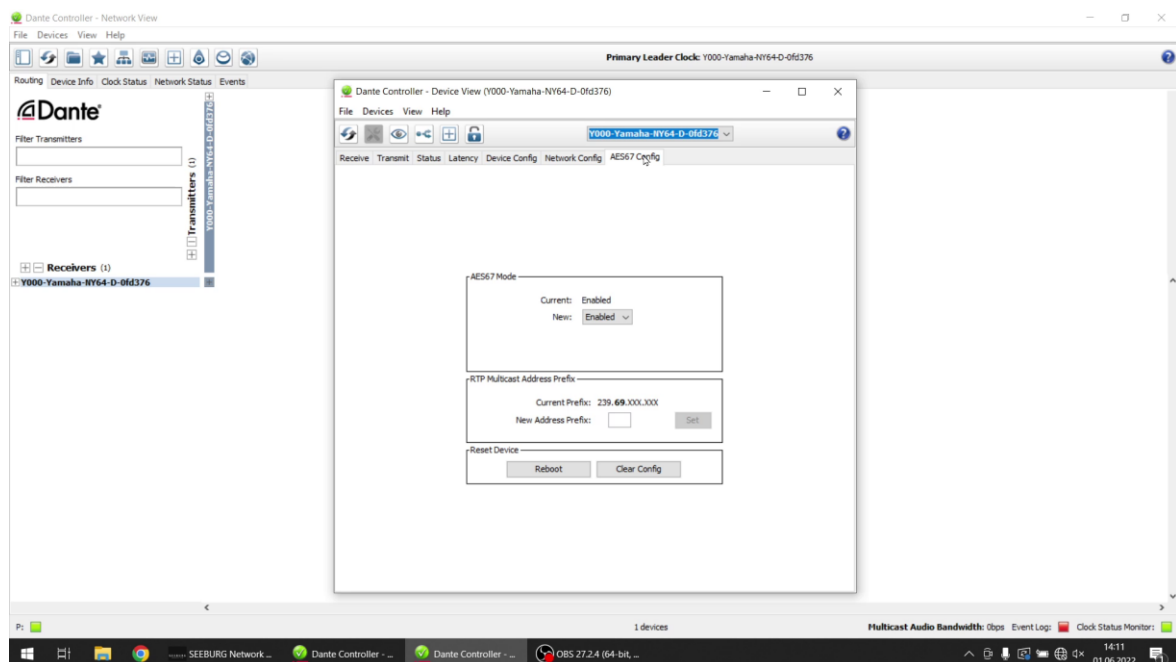 Dante Controller - Network View
File Devices View Help
Primary Leader Clock: Y000-Yamaha-NY64-D-0fd376
Routing Device Info Clock Status Network Status Events
Dante
Filter Transmitters
Filter Receivers
Transmitters (1)
Y000-Yamaha-NY64-D-0fd376
Receivers (1)
Y000-Yamaha-NY64-D-0fd376
Dante Controller - Device View (Y000-Yamaha-NY64-D-0fd376)
File Devices View Help
Y000-Yamaha-NY64-D-0fd376
Receive Transmit Status Latency Device Config Network Config AES67 Config
AES67 Mode
Current: Enabled
New: Enabled
RTP Multicast Address Prefix
Current Prefix: 239.69.XXX.XXX
New Address Prefix: Set
Reset Device
Reboot Clear Config
P: 1 devices Multicast Audio Bandwidth: 0bps Event Log: Clock Status Monitor:
SEEBURG Network ... Dante Controller - ... Dante Controller - ... OBS 27.2.4 (64-bit, ...
14:11
01.06.2022